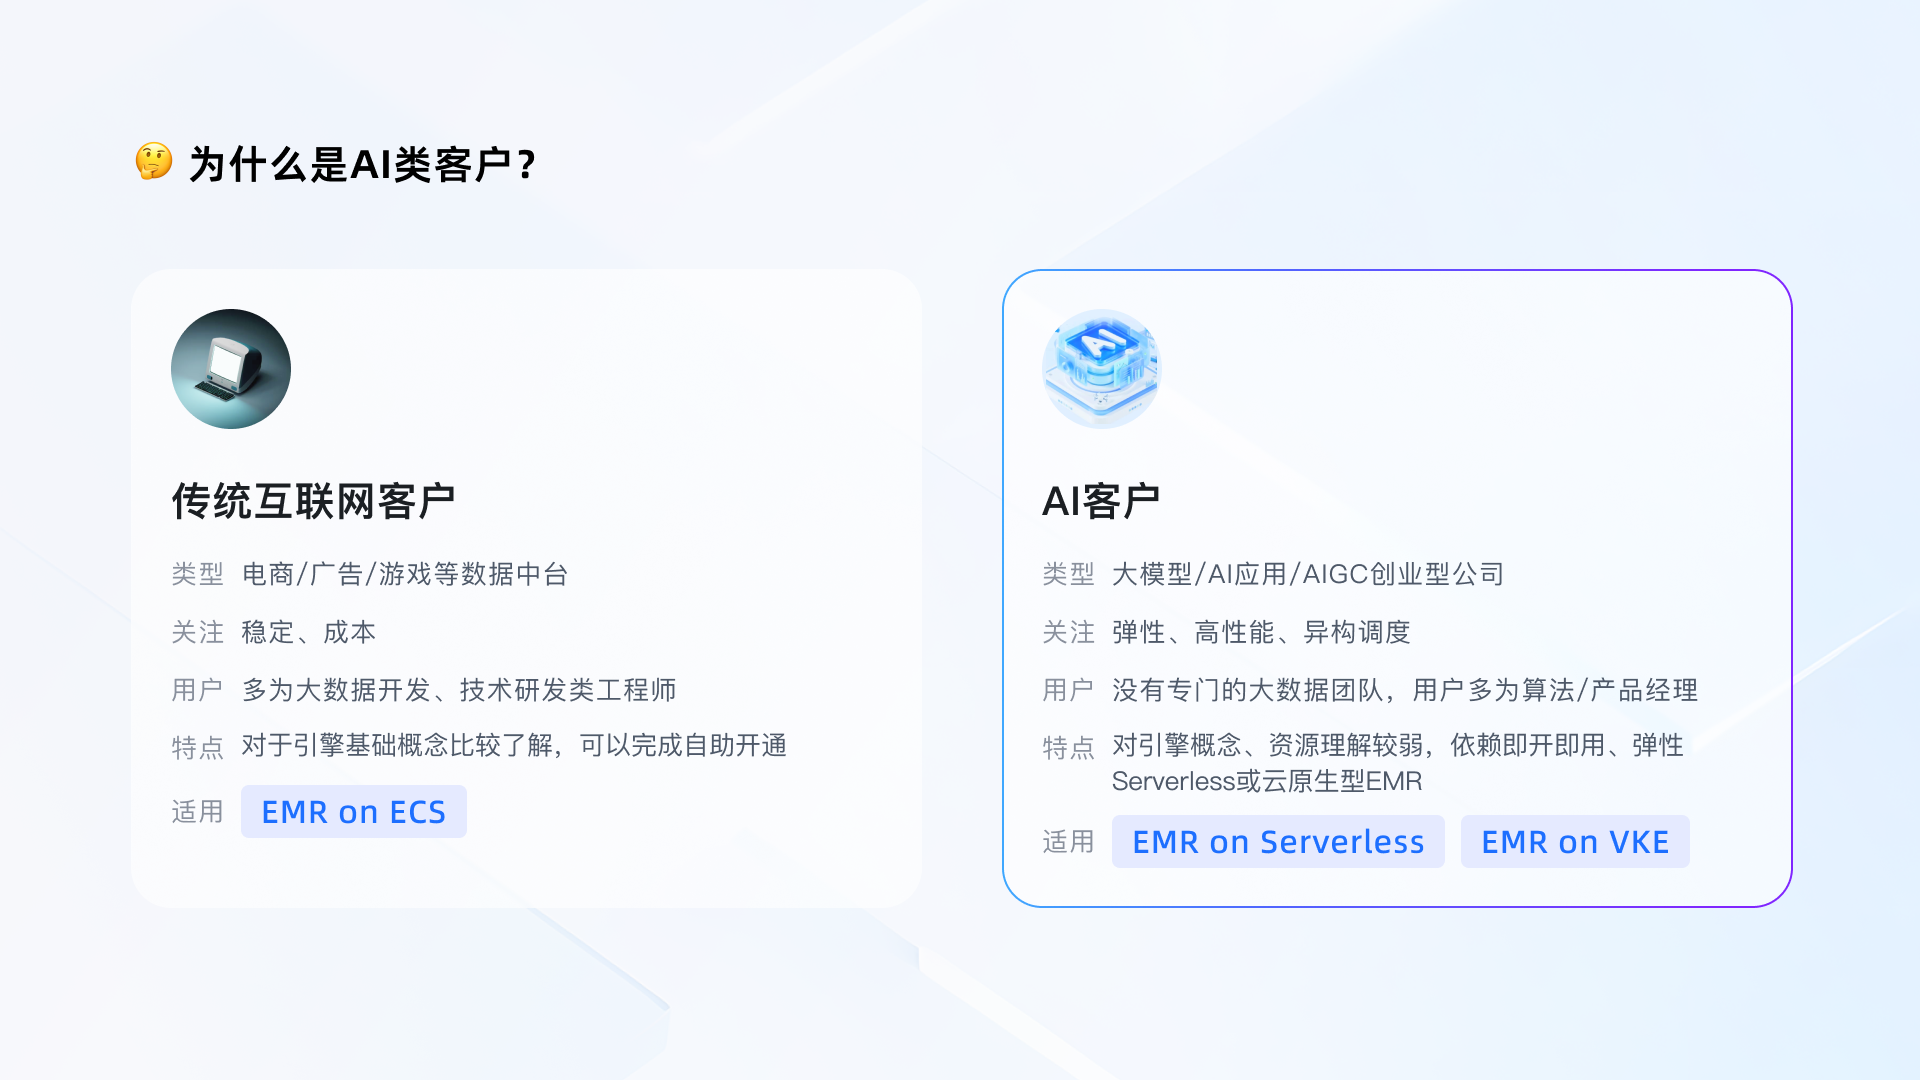 🤔 为什么是AI类客户？
传统互联网客户
类型 电商/广告/游戏等数据中台
关注 稳定、成本
用户 多为大数据开发、技术研发类工程师
特点 对于引擎基础概念比较了解，可以完成自助开通
适用 EMR on ECS
AI
AI客户
类型 大模型/AI应用/AIGC创业型公司
关注 弹性、高性能、异构调度
用户 没有专门的大数据团队，用户多为算法/产品经理
特点 对引擎概念、资源理解较弱，依赖即开即用、弹性
Serverless或云原生型EMR
适用 EMR on Serverless EMR on VKE